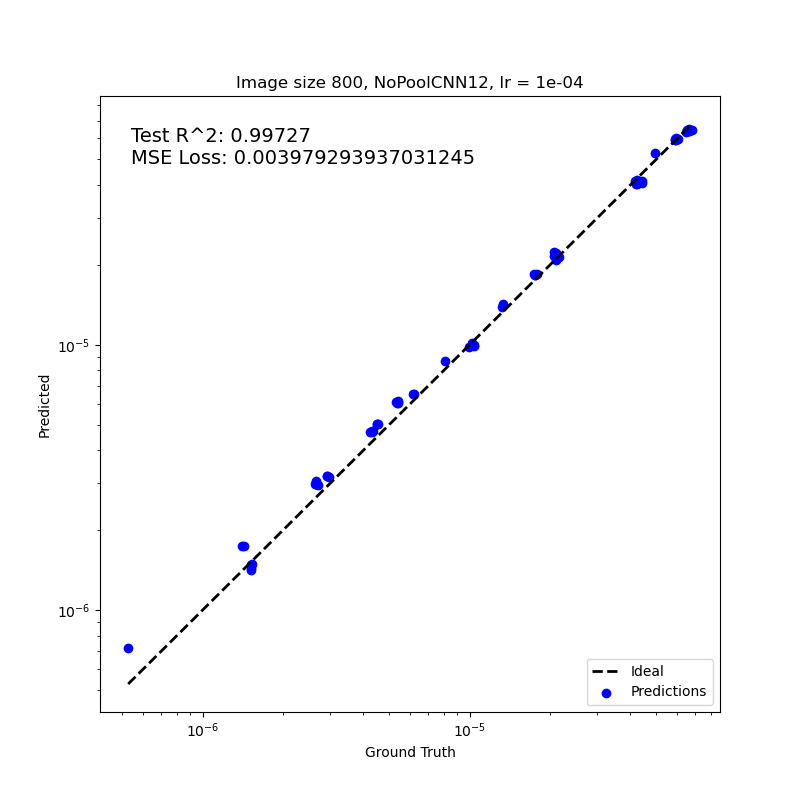 Image size 800, NoPoolCNN12, lr = 1e-04
Test R^2: 0.99727
MSE Loss: 0.003979293937031245
Predicted
10⁻⁵
10⁻⁶
Ideal
Predictions
10⁻⁶
10⁻⁵
Ground Truth